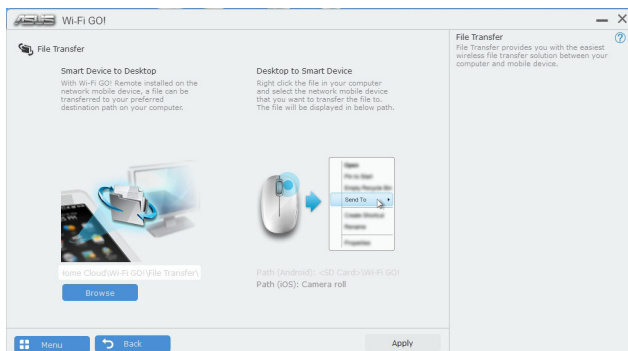 ASUS Wi-Fi GO!
File Transfer
Smart Device to Desktop
With Wi-Fi GO! Remote installed on the
network mobile device, a file can be
transferred to your preferred
destination path on your computer.
Home Cloud\Wi-Fi GO!\File Transfer\
Browse
Desktop to Smart Device
Right click the file in your computer
and select the network mobile device
that you want to transfer the file to.
The file will be displayed in below path.
Open
Pin to Start
Empty Recycle Bin
Send To
Create Shortcut
Rename
Properties
Path (Android): <SD Card>\Wi-Fi GO!
Path (iOS): Camera roll
Menu
Back
Apply
File Transfer
File Transfer provides you with the easiest
wireless file transfer solution between your
computer and mobile device.
?